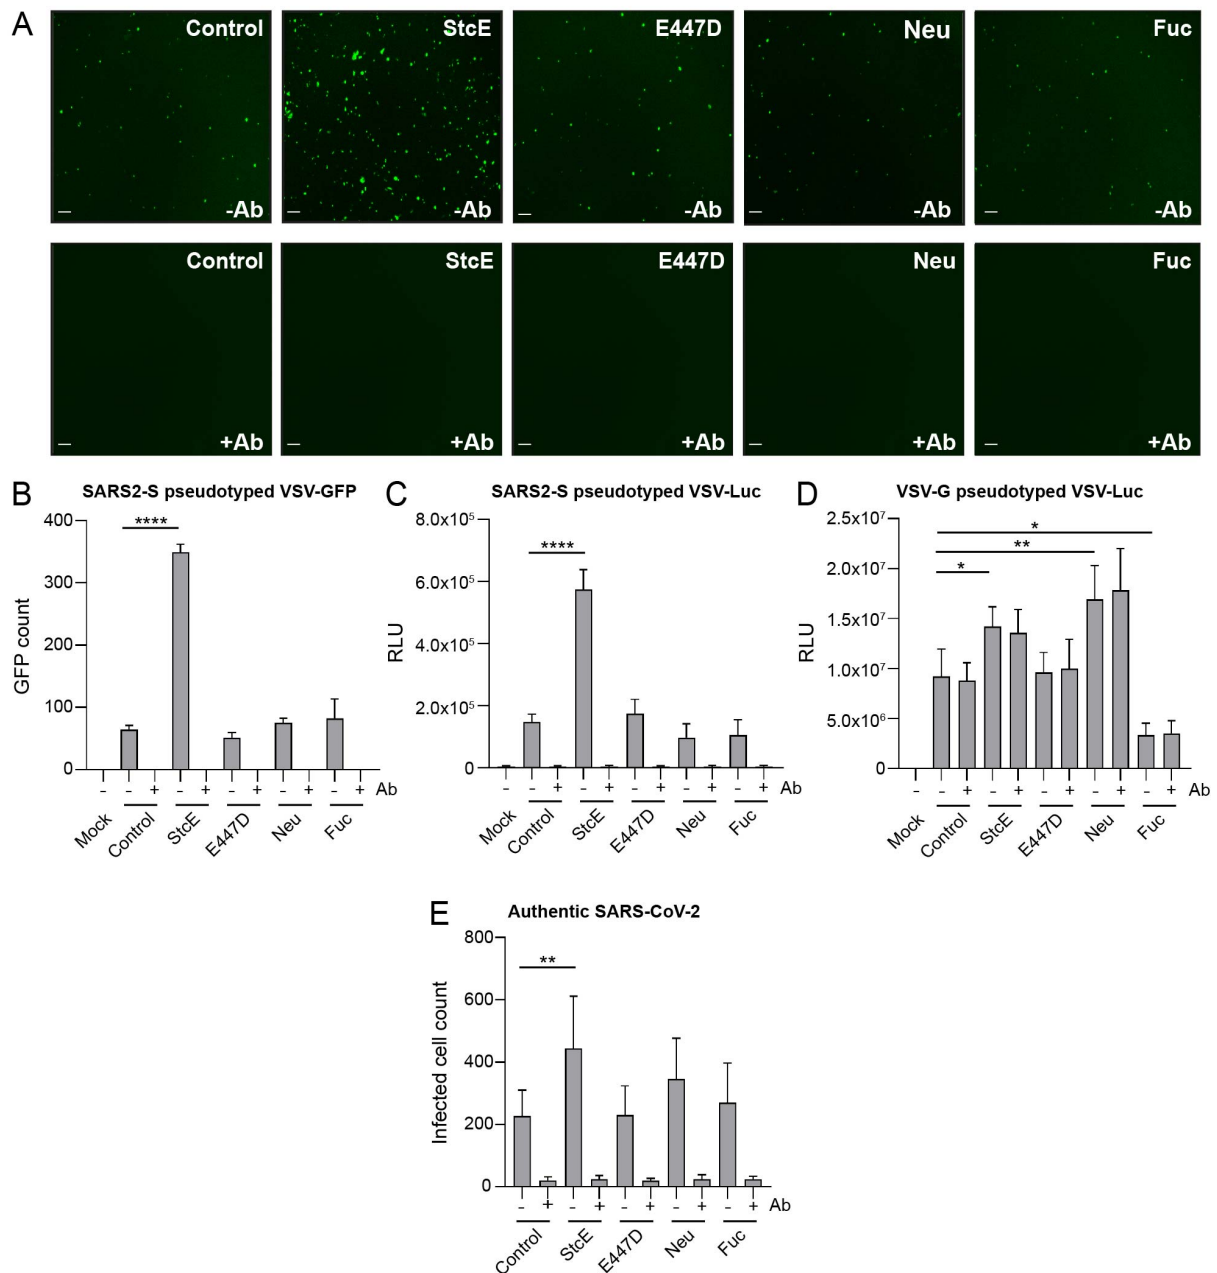 A
Control StcE E447D Neu Fuc
-Ab -Ab -Ab -Ab -Ab
Control StcE E447D Neu Fuc
+Ab +Ab +Ab +Ab +Ab
B
SARS2-S pseudotyped VSV-GFP
****
400
300
200
100
0
GFP count
- - + - + - + - + - +
Mock Control StcE E447D Neu Fuc
C
SARS2-S pseudotyped VSV-Luc
****
8.0x10⁵
6.0x10⁵
4.0x10⁵
2.0x10⁵
0
RLU
- - + - + - + - + - + Ab
Mock Control StcE E447D Neu Fuc
D
VSV-G pseudotyped VSV-Luc
*
**
*
2.5x10⁷
2.0x10⁷
1.5x10⁷
1.0x10⁷
5.0x10⁶
0
RLU
- - + - + - + - + - + Ab
Mock Control StcE E447D Neu Fuc
Ab
E
Authentic SARS-CoV-2
**
800
600
400
200
0
Infected cell count
- + - + - + - + - + Ab
Control StcE E447D Neu Fuc